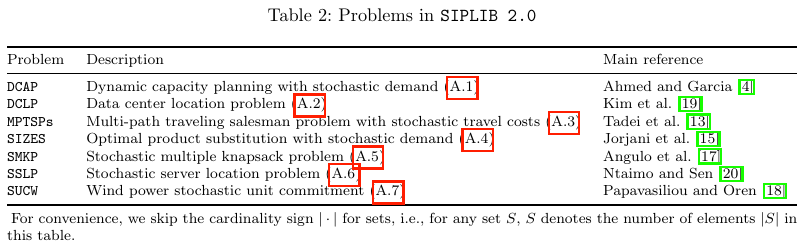 Table 2: Problems in SIPLIB 2.0
Problem Description Main reference
DCAP Dynamic capacity planning with stochastic demand (A.1) Ahmed and Garcia [4]
DCLP Data center location problem (A.2) Kim et al. [19]
MPTSPs Multi-path traveling salesman problem with stochastic travel costs (A.3) Tadei et al. [13]
SIZES Optimal product substitution with stochastic demand (A.4) Jorjani et al. [15]
SMKP Stochastic multiple knapsack problem (A.5) Angulo et al. [17]
SSLP Stochastic server location problem (A.6) Ntaimo and Sen [20]
SUCW Wind power stochastic unit commitment (A.7) Papavasiliou and Oren [18]
For convenience, we skip the cardinality sign | · | for sets, i.e., for any set S, S denotes the number of elements |S| in
this table.